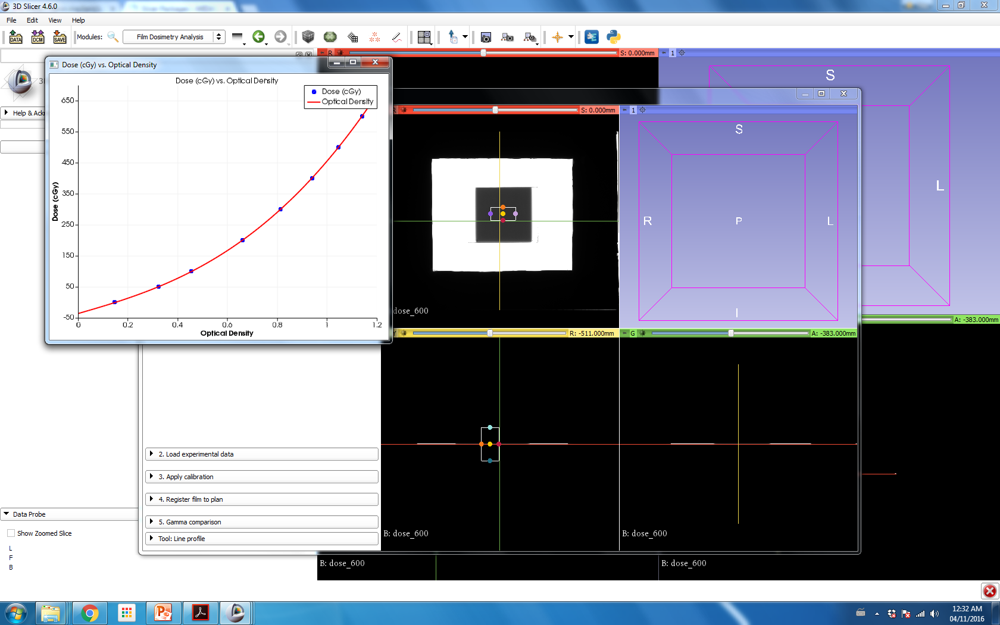 3D Slicer 4.6.0
File Edit View Help
DATA DCM SAVE Modules: Film Dosimetry Analysis
R S: 0.000mm 1
Dose (cGy) vs. Optical Density
Dose (cGy) vs. Optical Density
Dose (cGy)
Optical Density
650
550
450
350
250
150
50
-50
Dose (cGy)
0 0.2 0.4 0.6 0.8 1 1.2
Optical Density
3
Help & Ack
S
L
R S: 0.000mm 1
S
R P L
I
dose_600
Y R: -511.000mm G A: -383.000mm
A: -383.000mm
2. Load experimental data
3. Apply calibration
4. Register film to plan
5. Gamma comparison
Tool: Line profile
B: dose_600
B: dose_600
Data Probe
Show Zoomed Slice
L
F
B
B: dose_600
B: dose_600
12:32 AM
04/11/2016